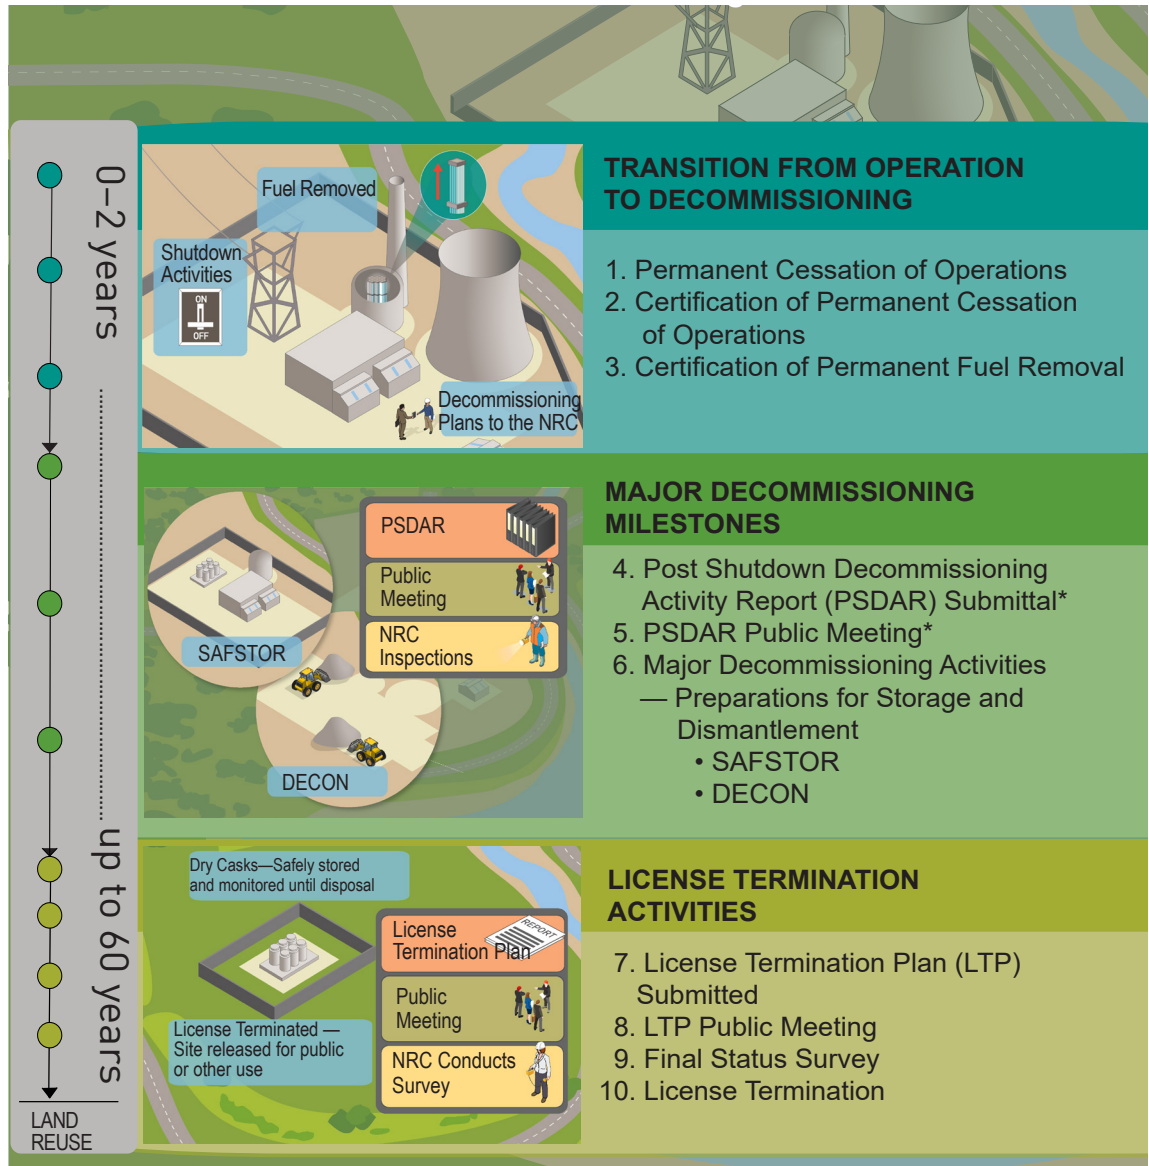 0–2 years
up to 60 years
LAND
REUSE
Fuel Removed
Shutdown
Activities
ON
OFF
Decommissioning
Plans to the NRC
TRANSITION FROM OPERATION
TO DECOMMISSIONING
1. Permanent Cessation of Operations
2. Certification of Permanent Cessation
of Operations
3. Certification of Permanent Fuel Removal
SAFSTOR
DECON
PSDAR
Public
Meeting
NRC
Inspections
MAJOR DECOMMISSIONING
MILESTONES
4. Post Shutdown Decommissioning
Activity Report (PSDAR) Submittal*
5. PSDAR Public Meeting*
6. Major Decommissioning Activities
— Preparations for Storage and
Dismantlement
• SAFSTOR
• DECON
Dry Casks—Safely stored
and monitored until disposal
License Terminated —
Site released for public
or other use
License
Termination Plan
REPORT
Public
Meeting
NRC Conducts
Survey
LICENSE TERMINATION
ACTIVITIES
7. License Termination Plan (LTP)
Submitted
8. LTP Public Meeting
9. Final Status Survey
10. License Termination